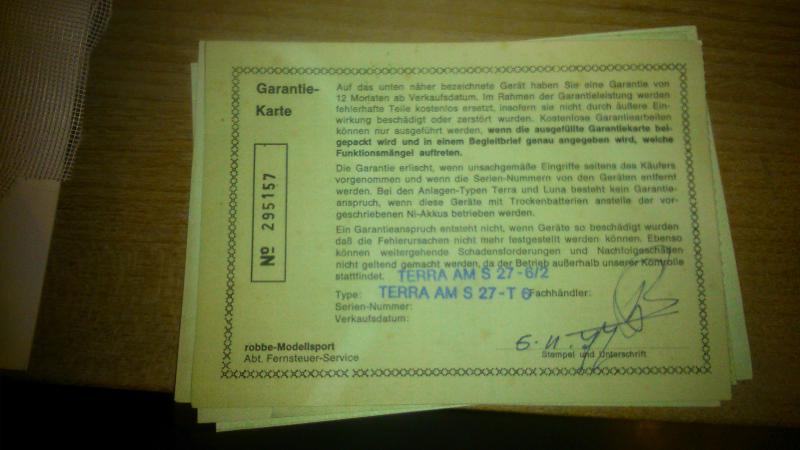 Garantie-
Karte
Nº 295157
Auf das unten näher bezeichnete Gerät haben Sie eine Garantie von
12 Monaten ab Verkaufsdatum. Im Rahmen der Garantieleistung werden
fehlerhafte Teile kostenlos ersetzt, insofern sie nicht durch äußere Ein-
wirkung beschädigt oder zerstört wurden. Kostenlose Garantiearbeiten
können nur ausgeführt werden, wenn die ausgefüllte Garantiekarte bei-
gepackt wird und in einem Begleitbrief genau angegeben wird, welche
Funktionsmängel auftreten.
Die Garantie erlischt, wenn unsachgemäße Eingriffe seitens des Käufers
vorgenommen und wenn die Serien-Nummern von den Geräten entfernt
werden. Bei den Anlagen-Typen Terra und Luna besteht kein Garantie-
anspruch, wenn diese Geräte mit Trockenbatterien anstelle der vor-
geschriebenen Ni-Akkus betrieben werden.
Ein Garantieanspruch entsteht nicht, wenn Geräte so beschädigt wurden
daß die Fehlerursachen nicht mehr festgestellt werden können. Ebenso
können weitergehende Schadensforderungen und Nachfolgeschäden
nicht geltend gemacht werden, da der Betrieb außerhalb unserer Kontrolle
stattfindet. TERRA AM S 27-6/2
Type: TERRA AM S 27-T 6 Fachhändler:
Serien-Nummer:
Verkaufsdatum:
robbe-Modellsport
Abt. Fernsteuer-Service
Stempel und Unterschrift